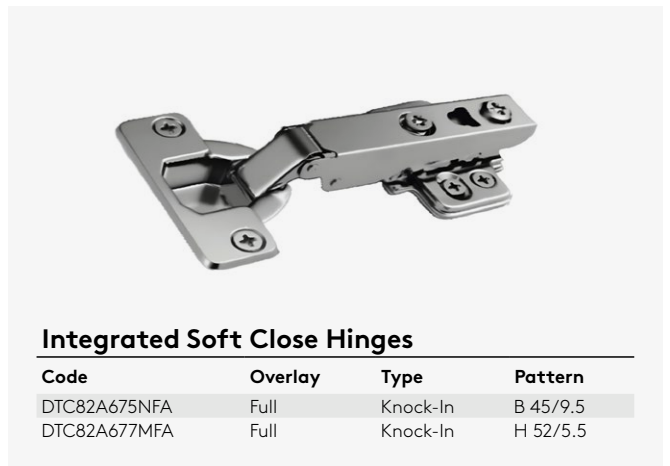 Integrated Soft Close Hinges
Code Overlay Type Pattern
DTC82A675NFA Full Knock-In B 45/9.5
DTC82A677MFA Full Knock-In H 52/5.5